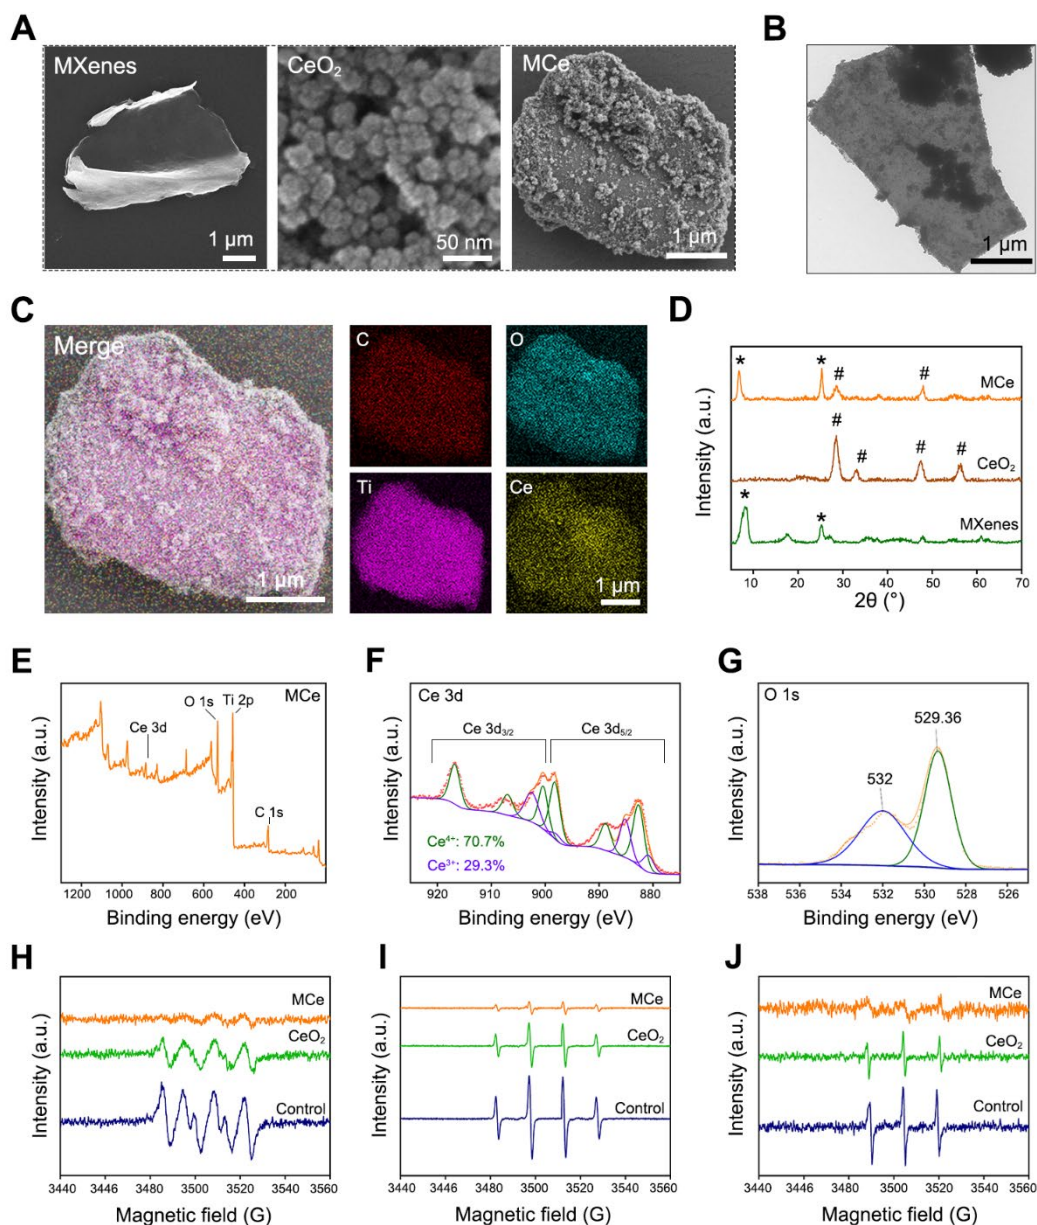 A
MXenes
1 µm
CeO₂
50 nm
MCe
1 µm
B
1 µm
C
Merge
1 µm
C
O
Ti
Ce
1 µm
D
Intensity (a.u.)
* * # # MCe
# # # # CeO₂
* * MXenes
10 20 30 40 50 60 70
2θ (°)
E
Intensity (a.u.)
MCe
O 1s Ti 2p
Ce 3d
C 1s
1200 1000 800 600 400 200
Binding energy (eV)
F
Intensity (a.u.)
Ce 3d
Ce 3d₃/₂ Ce 3d₅/₂
Ce⁴⁺: 70.7%
Ce³⁺: 29.3%
920 910 900 890 880
Binding energy (eV)
G
Intensity (a.u.)
O 1s
529.36
532
538 536 534 532 530 528 526
Binding energy (eV)
H
Intensity (a.u.)
MCe
CeO₂
Control
3440 3460 3480 3500 3520 3540 3560
Magnetic field (G)
I
Intensity (a.u.)
MCe
CeO₂
Control
3440 3460 3480 3500 3520 3540 3560
Magnetic field (G)
J
Intensity (a.u.)
MCe
CeO₂
Control
3440 3460 3480 3500 3520 3540 3560
Magnetic field (G)